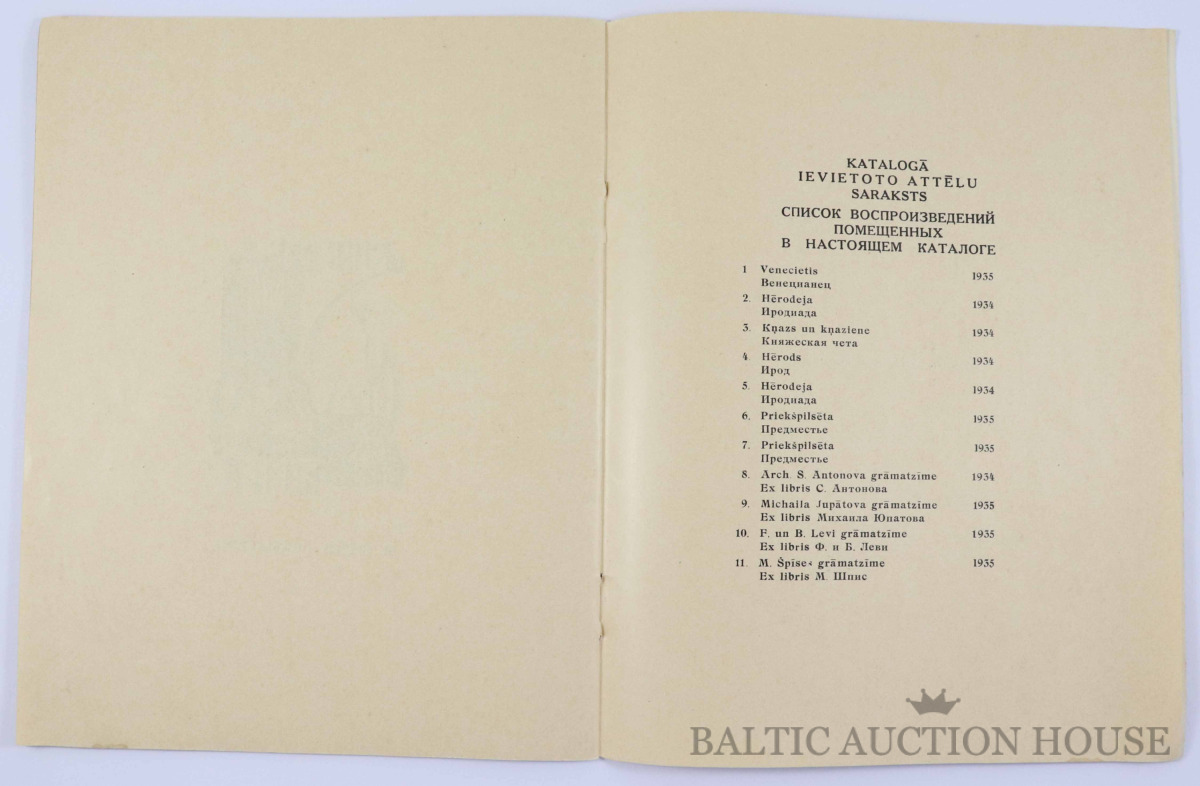 KATALOGĀ
IEVIETOTO ATTĒLU
SARAKSTS
СПИСОК ВОСПРОИЗВЕДЕНИЙ
ПОМЕЩЕННЫХ
В НАСТОЯЩЕМ КАТАЛОГЕ
1 Venecietis 1935
Венецианец
2. Hērodeja 1934
Иродиада
3. Kņazs un kņaziene 1934
Княжеская чета
4. Hērods 1934
Ирод
5. Hērodeja 1934
Иродиада
6. Priekšpilsēta 1935
Предместье
7. Priekšpilsēta 1935
Предместье
8. Arch. S. Antonova grāmatzīme 1934
Ex libris С. Антонова
9. Michaila Jupātova grāmatzīme 1935
Ex libris Михаила Юпатова
10. F. un B. Levi grāmatzīme 1935
Ex libris Ф. и Б. Леви
11. M. grāmatzīme 1935
Ex libris М. Шпис
BALTIC AUCTION HOUSE